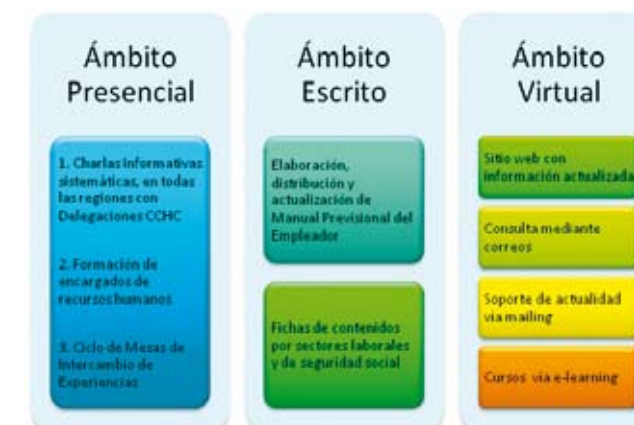 Ámbito
Presencial
1. Charlas Informativas
sistemáticas, en todas
las regiones con
Delegaciones CCHC
2. Formación de
encargados de
recursos humanos
3. Ciclo de Mesas de
Intercambio de
Experiencias
Ámbito
Escrito
Elaboración,
distribución y
actualización de
Manual Previsional del
Empleador
Fichas de contenidos
por sectores laborales
y de seguridad social
Ámbito
Virtual
Sitio web con
información actualizada
Consulta mediante
correos
Soporte de actualidad
via mailing
Cursos via e-learning